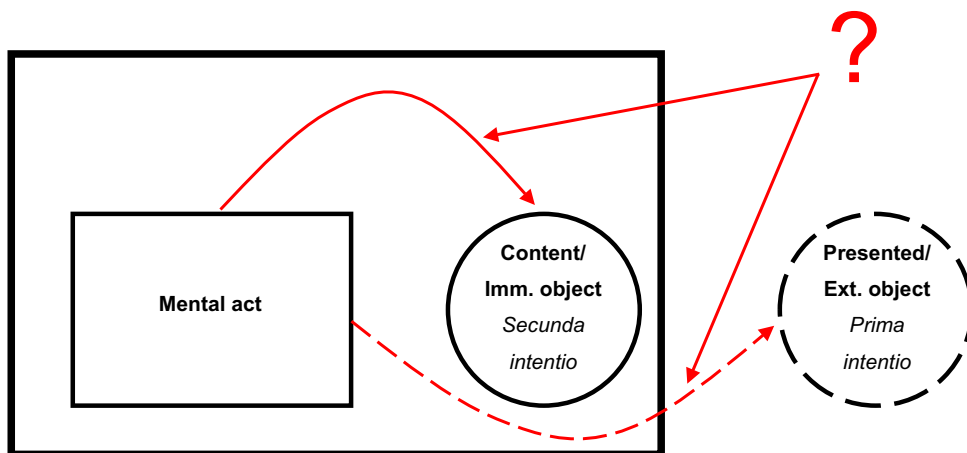 ?
Mental act
Content/
Imm. object
Secunda
intentio
Presented/
Ext. object
Prima
intentio